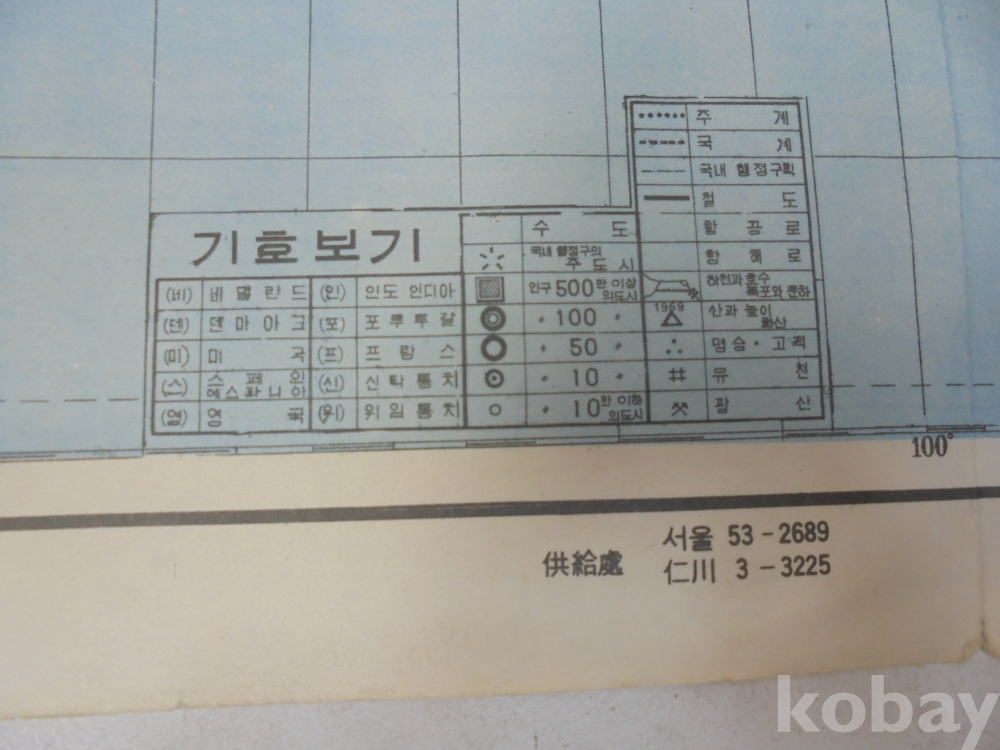 주 계
국 계
국내 행정구획
철 도
항 공 로
항 해 로
하천과 호수
폭포와 운하
1969
산과 높이
화산
명승·고적
유 천
광 산
기호보기
수 도
국내 행정구의
주 도 시
인구 500만 이상
의도시
〃 100 〃
〃 50 〃
〃 10 〃
〃 10만 이하
의도시
(비) 네델란드 (인) 인도 인디아
(덴) 덴마아크 (포) 포루투갈
(미) 미 국 (프) 프랑스
(스) 스페인
에스파니아 (신) 신탁통치
(영) 영 국 (위) 위임통치
100°
供給處
서울 53-2689
仁川 3-3225
kobay